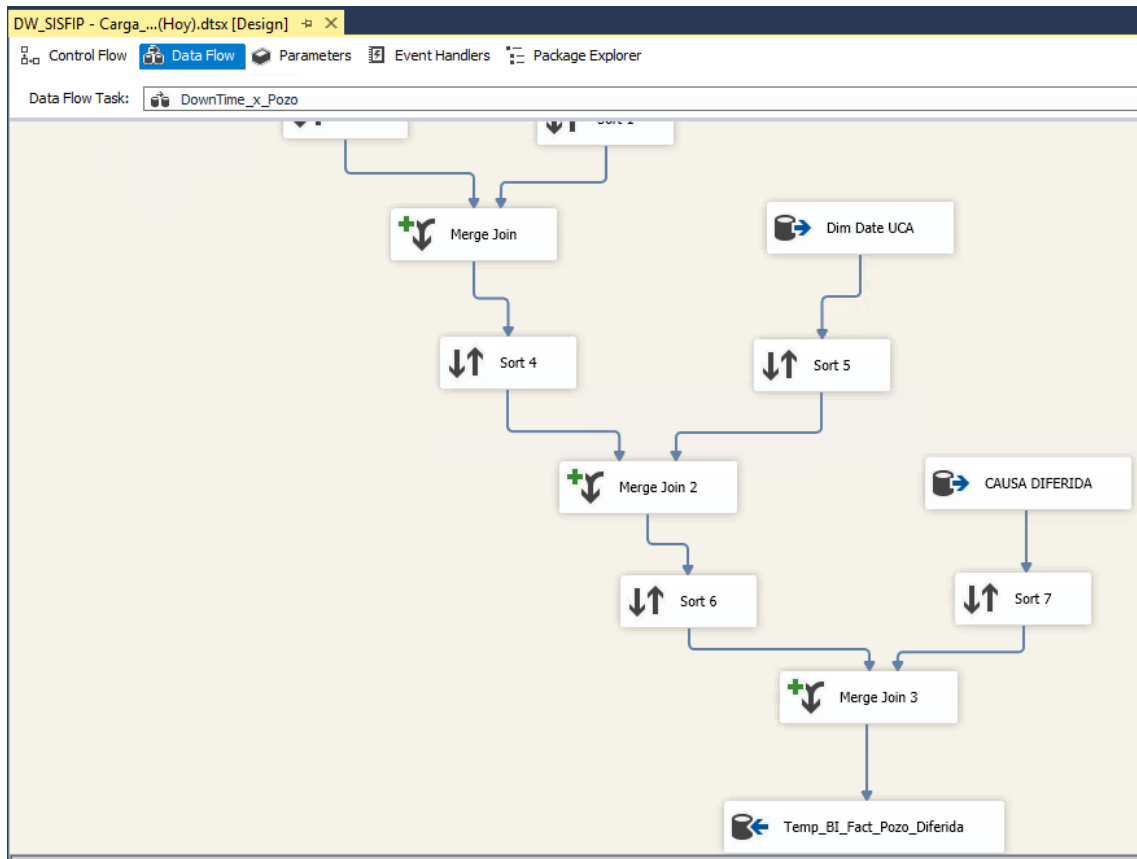 DW_SISFIP - Carga_...(Hoy).dtsx [Design]
Control Flow Data Flow Parameters Event Handlers Package Explorer
Data Flow Task: DownTime_x_Pozo
Sort 1
Merge Join
Dim Date UCA
Sort 4
Sort 5
Merge Join 2
CAUSA DIFERIDA
Sort 6
Sort 7
Merge Join 3
Temp_BI_Fact_Pozo_Diferida